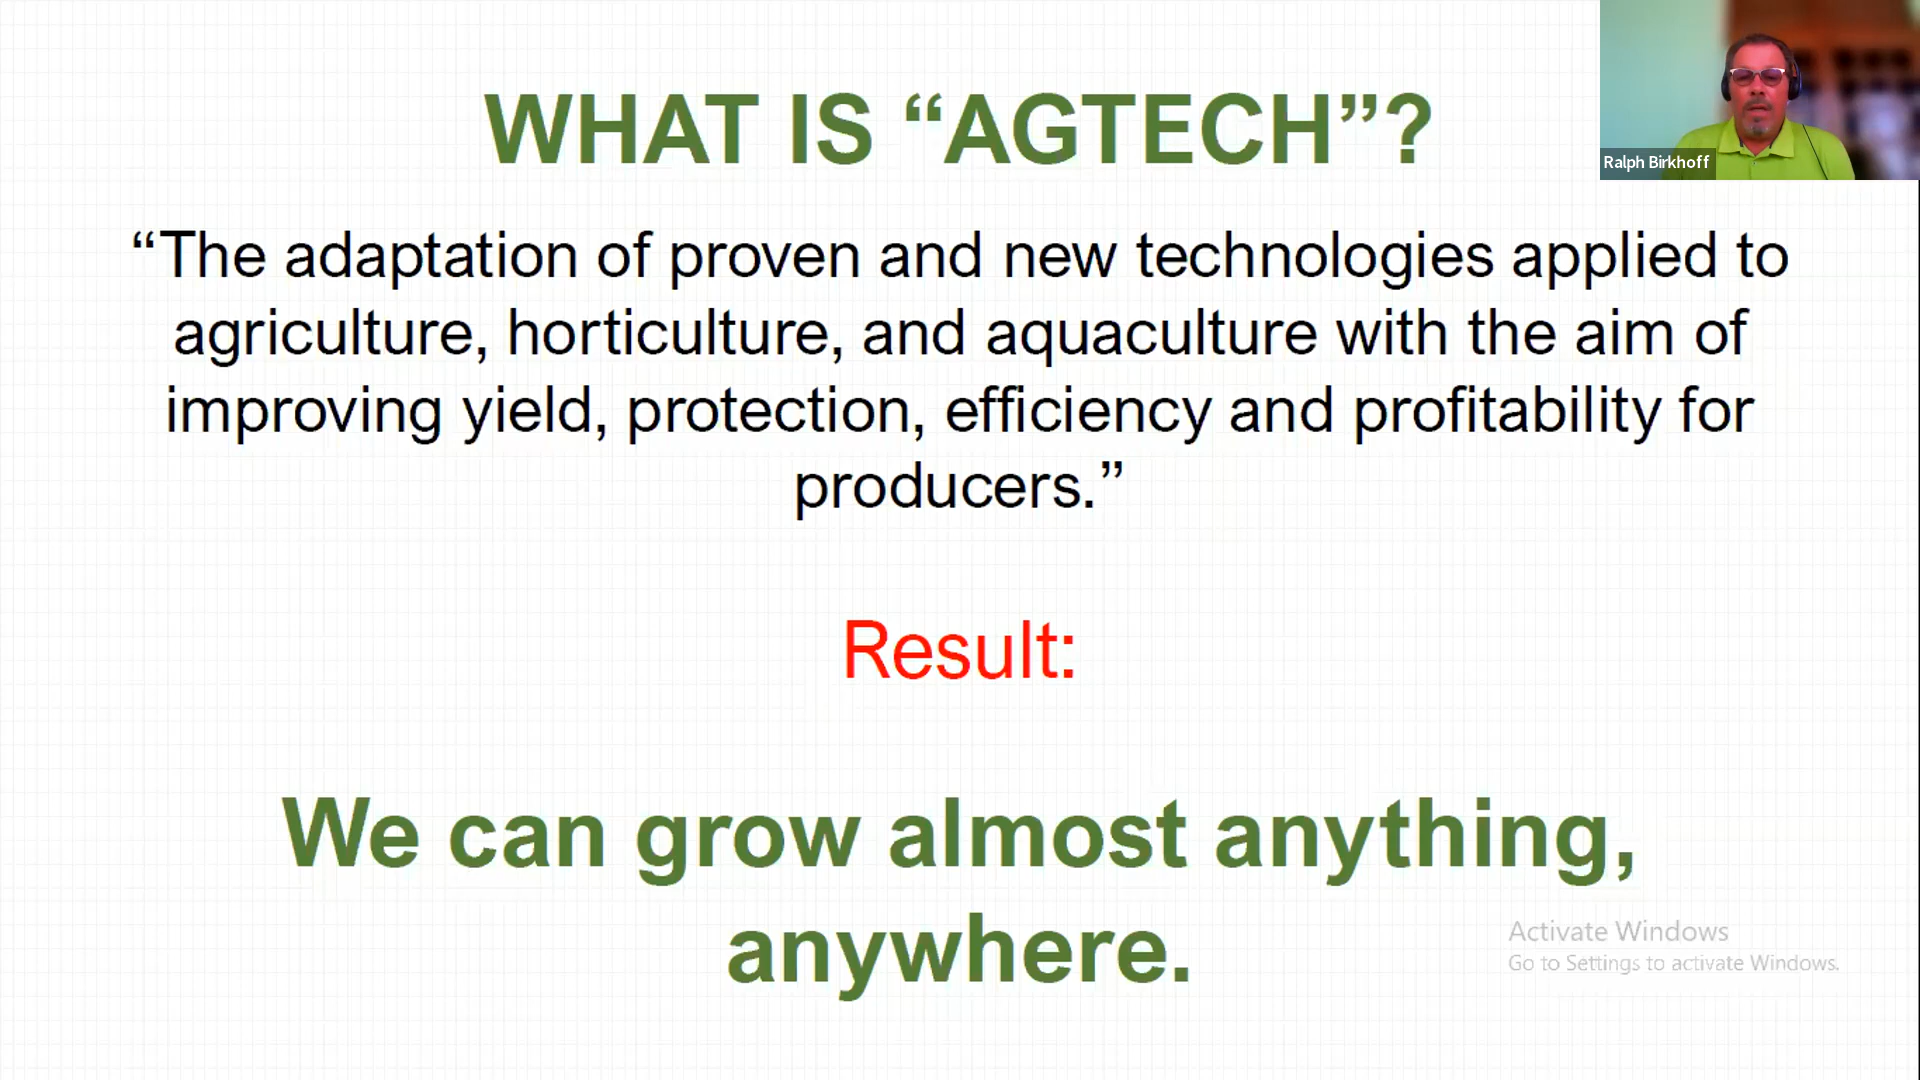 WHAT IS “AGTECH”?
Ralph Birkhoff
“The adaptation of proven and new technologies applied to
agriculture, horticulture, and aquaculture with the aim of
improving yield, protection, efficiency and profitability for
producers.”
Result:
We can grow almost anything,
anywhere.
Activate Windows
Go to Settings to activate Windows.